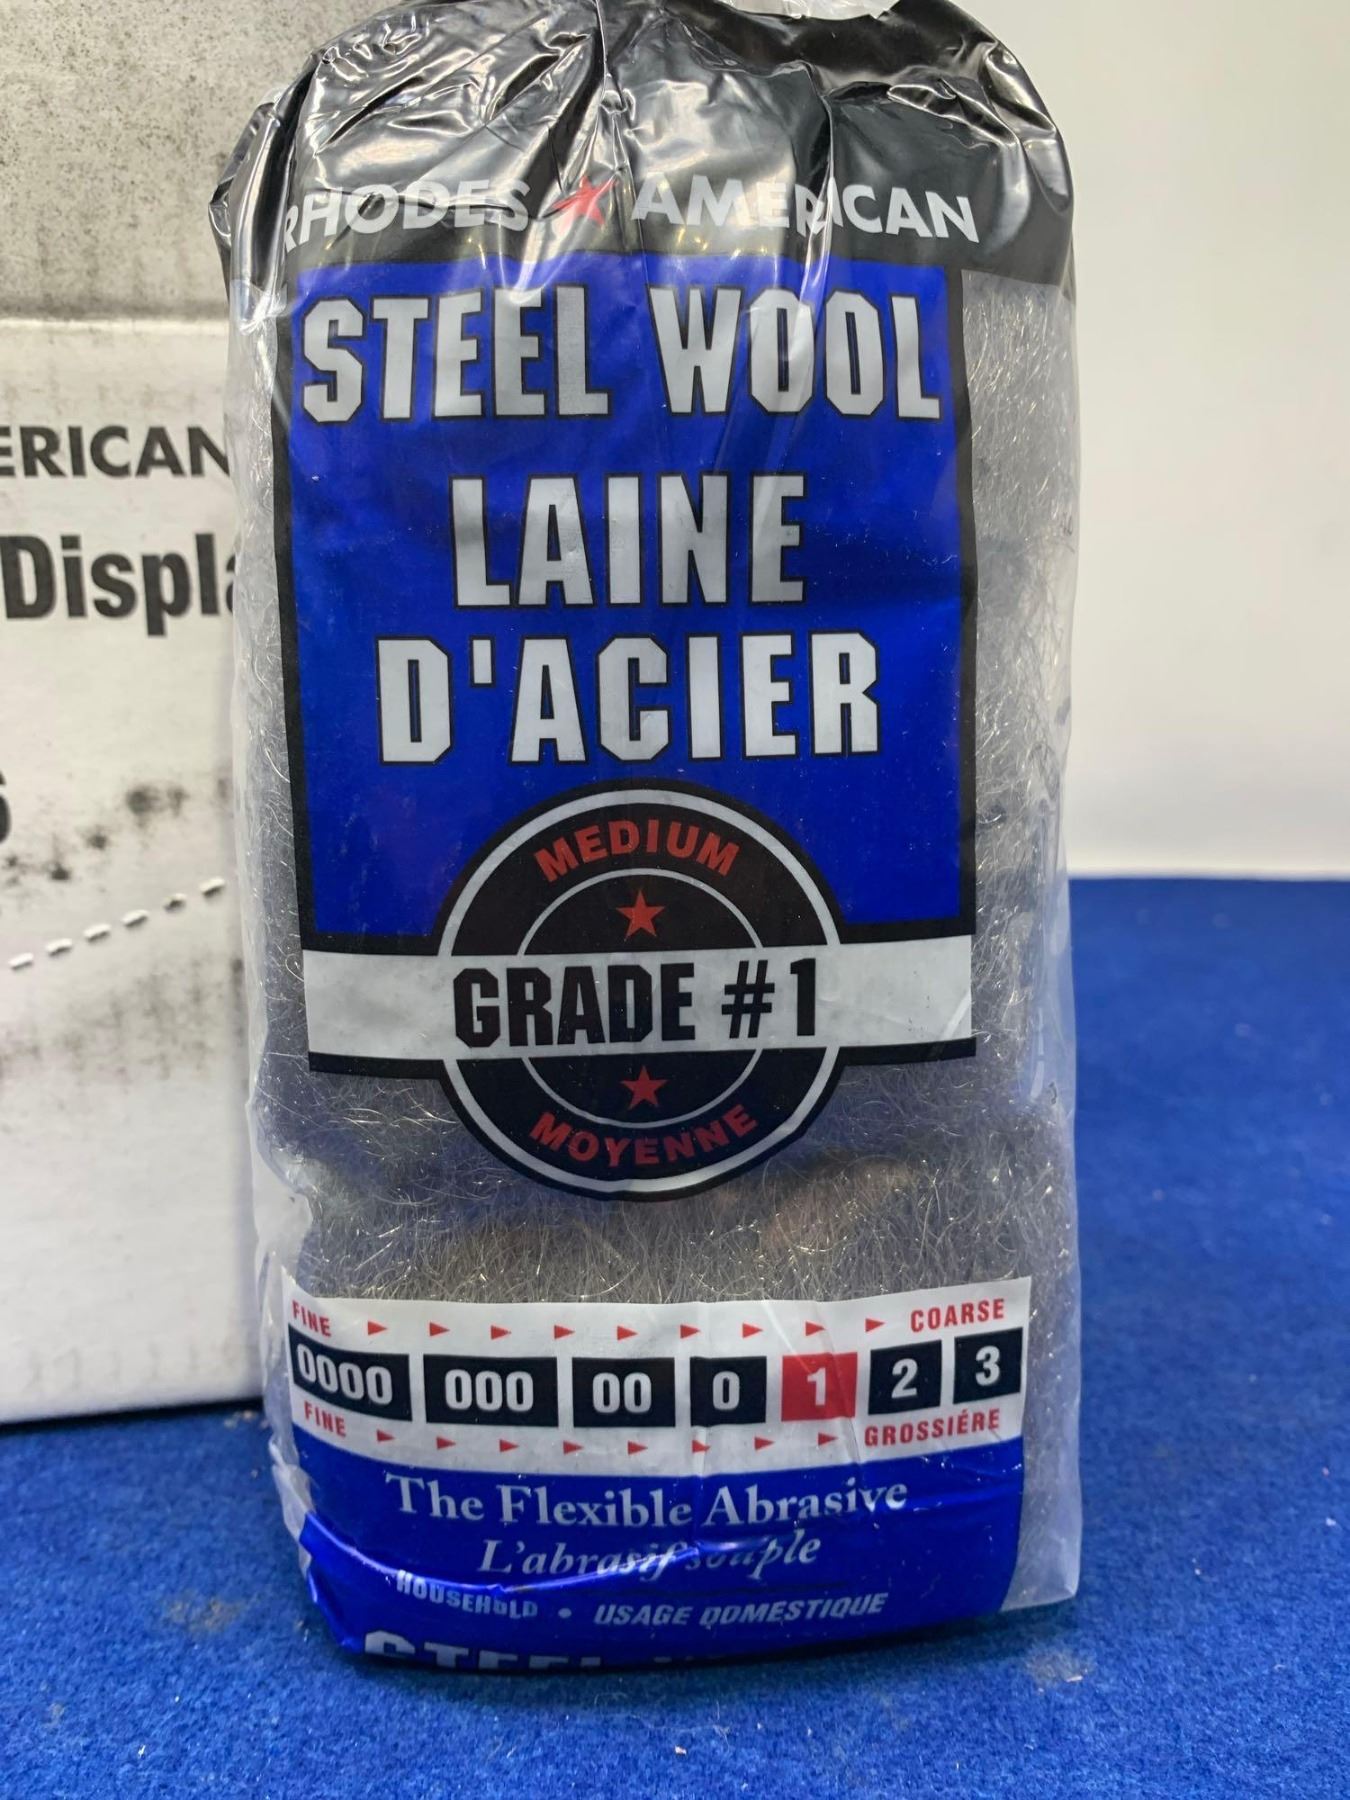 RHODES AMERICAN
STEEL WOOL
LAINE
D'ACIER
MEDIUM
GRADE #1
MOYENNE
FINE COARSE
0000 000 00 0 1 2 3
FINE GROSSIÉRE
The Flexible Abrasive
L'abrasif souple
HOUSEHOLD • USAGE DOMESTIQUE
STEEL
ERICAN
Displa